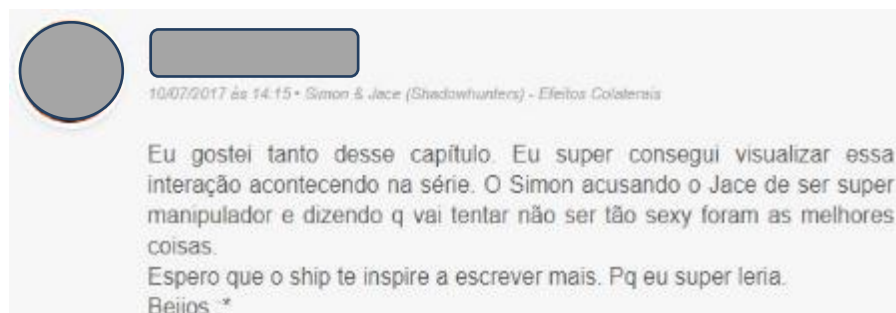 10/07/2017 às 14:15 • Simon & Jace (Shadowhunters) - Efeitos Colaterais
Eu gostei tanto desse capítulo. Eu super consegui visualizar essa
interação acontecendo na série. O Simon acusando o Jace de ser super
manipulador e dizendo q vai tentar não ser tão sexy foram as melhores
coisas.
Espero que o ship te inspire a escrever mais. Pq eu super leria.
Beijos :*